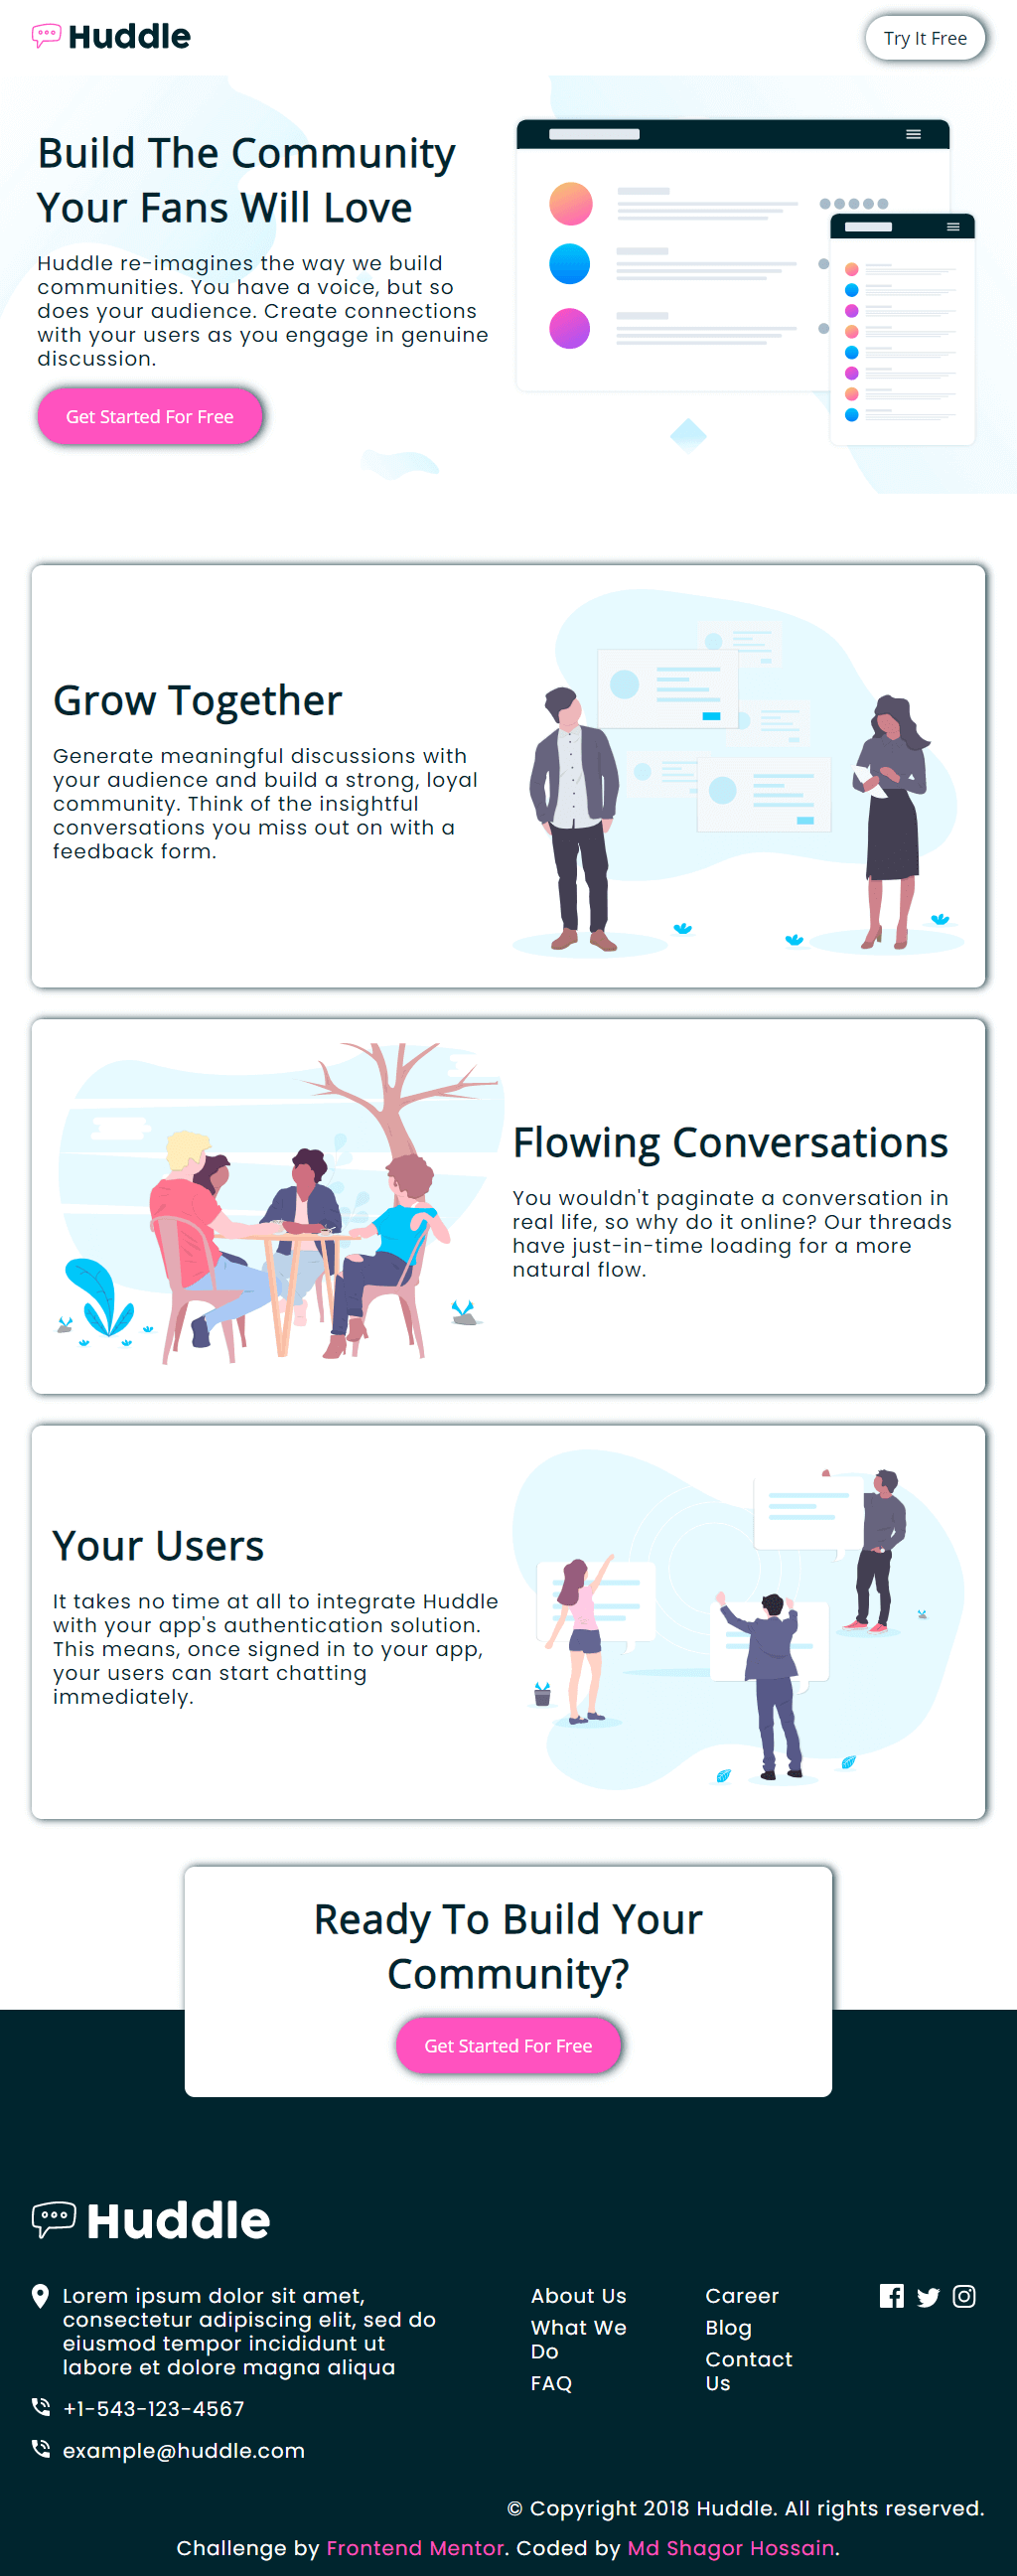 Huddle
Try It Free
Build The Community
Your Fans Will Love
Huddle re-imagines the way we build
communities. You have a voice, but so
does your audience. Create connections
with your users as you engage in genuine
discussion.
Get Started For Free
Grow Together
Generate meaningful discussions with
your audience and build a strong, loyal
community. Think of the insightful
conversations you miss out on with a
feedback form.
Flowing Conversations
You wouldn't paginate a conversation in
real life, so why do it online? Our threads
have just-in-time loading for a more
natural flow.
Your Users
It takes no time at all to integrate Huddle
with your app's authentication solution.
This means, once signed in to your app,
your users can start chatting
immediately.
Ready To Build Your
Community?
Get Started For Free
Huddle
Lorem ipsum dolor sit amet,
consectetur adipiscing elit, sed do
eiusmod tempor incididunt ut
labore et dolore magna aliqua
+1-543-123-4567
example@huddle.com
About Us
What We
Do
FAQ
Career
Blog
Contact
Us
© Copyright 2018 Huddle. All rights reserved.
Challenge by Frontend Mentor. Coded by Md Shagor Hossain.